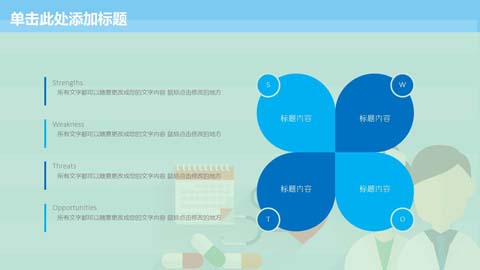 单击此处添加标题
Strengths
所有文字都可以随意更改成您的文字内容 鼠标点击修改的地方
Weakness
所有文字都可以随意更改成您的文字内容 鼠标点击修改的地方
Threats
所有文字都可以随意更改成您的文字内容 鼠标点击修改的地方
Opportunities
所有文字都可以随意更改成您的文字内容 鼠标点击修改的地方
S
W
标题内容
标题内容
标题内容
标题内容
T
O